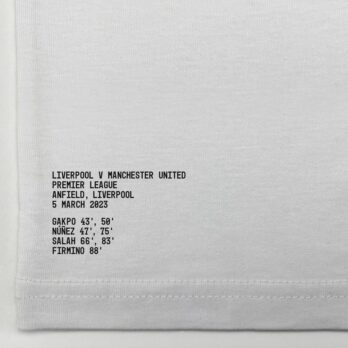 LIVERPOOL V MANCHESTER UNITED
PREMIER LEAGUE
ANFIELD, LIVERPOOL
5 MARCH 2023
GAKPO 43', 50'
NÚÑEZ 47', 75'
SALAH 66', 83'
FIRMINO 88'